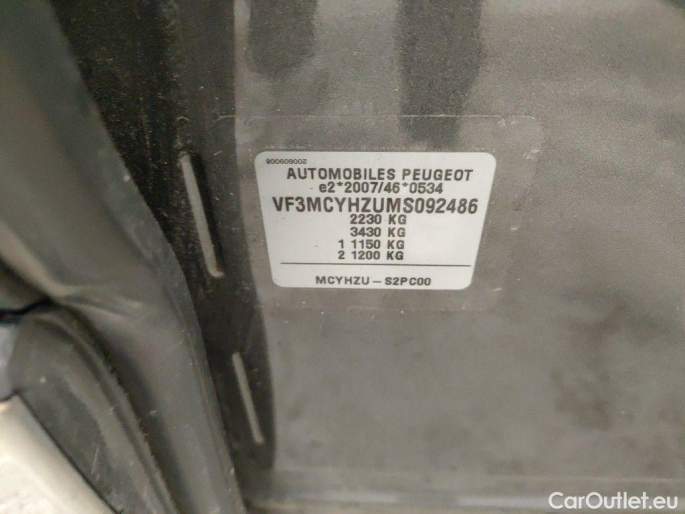 900609002
AUTOMOBILES PEUGEOT
e2*2007/46*0534
VF3MCYHZUMS092486
2230 KG
3430 KG
1 1150 KG
2 1200 KG
MCYHZU - S2PC00
CarOutlet.eu